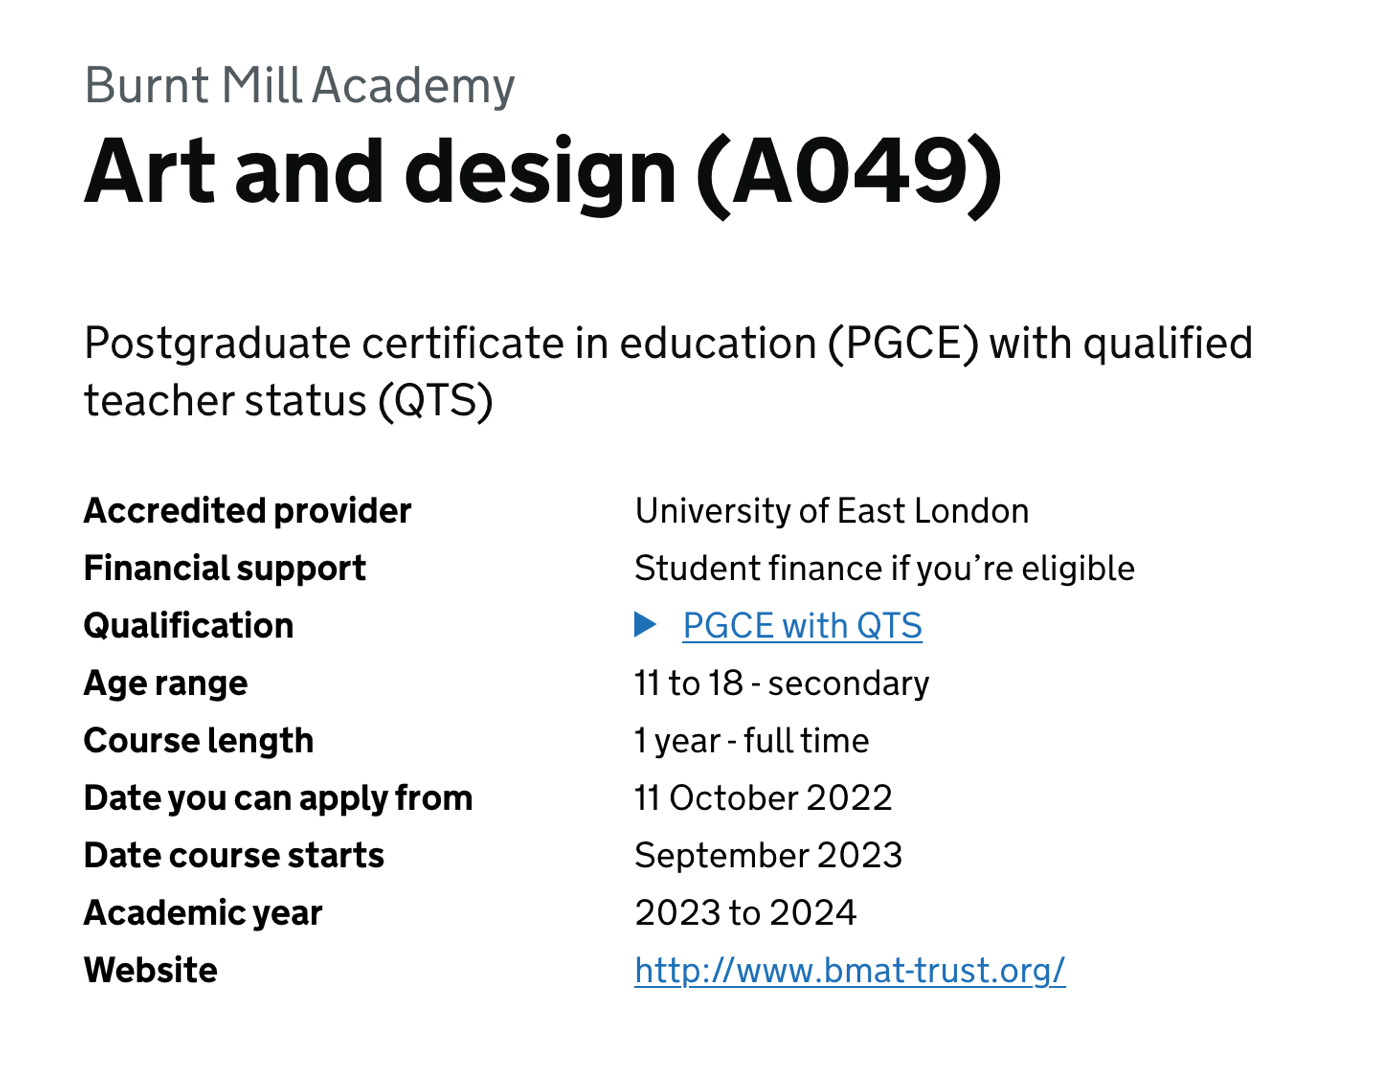 Burnt Mill Academy
Art and design (A049)
Postgraduate certificate in education (PGCE) with qualified
teacher status (QTS)
Accredited provider University of East London
Financial support Student finance if you’re eligible
Qualification PGCE with QTS
Age range 11 to 18 - secondary
Course length 1 year - full time
Date you can apply from 11 October 2022
Date course starts September 2023
Academic year 2023 to 2024
Website http://www.bmat-trust.org/